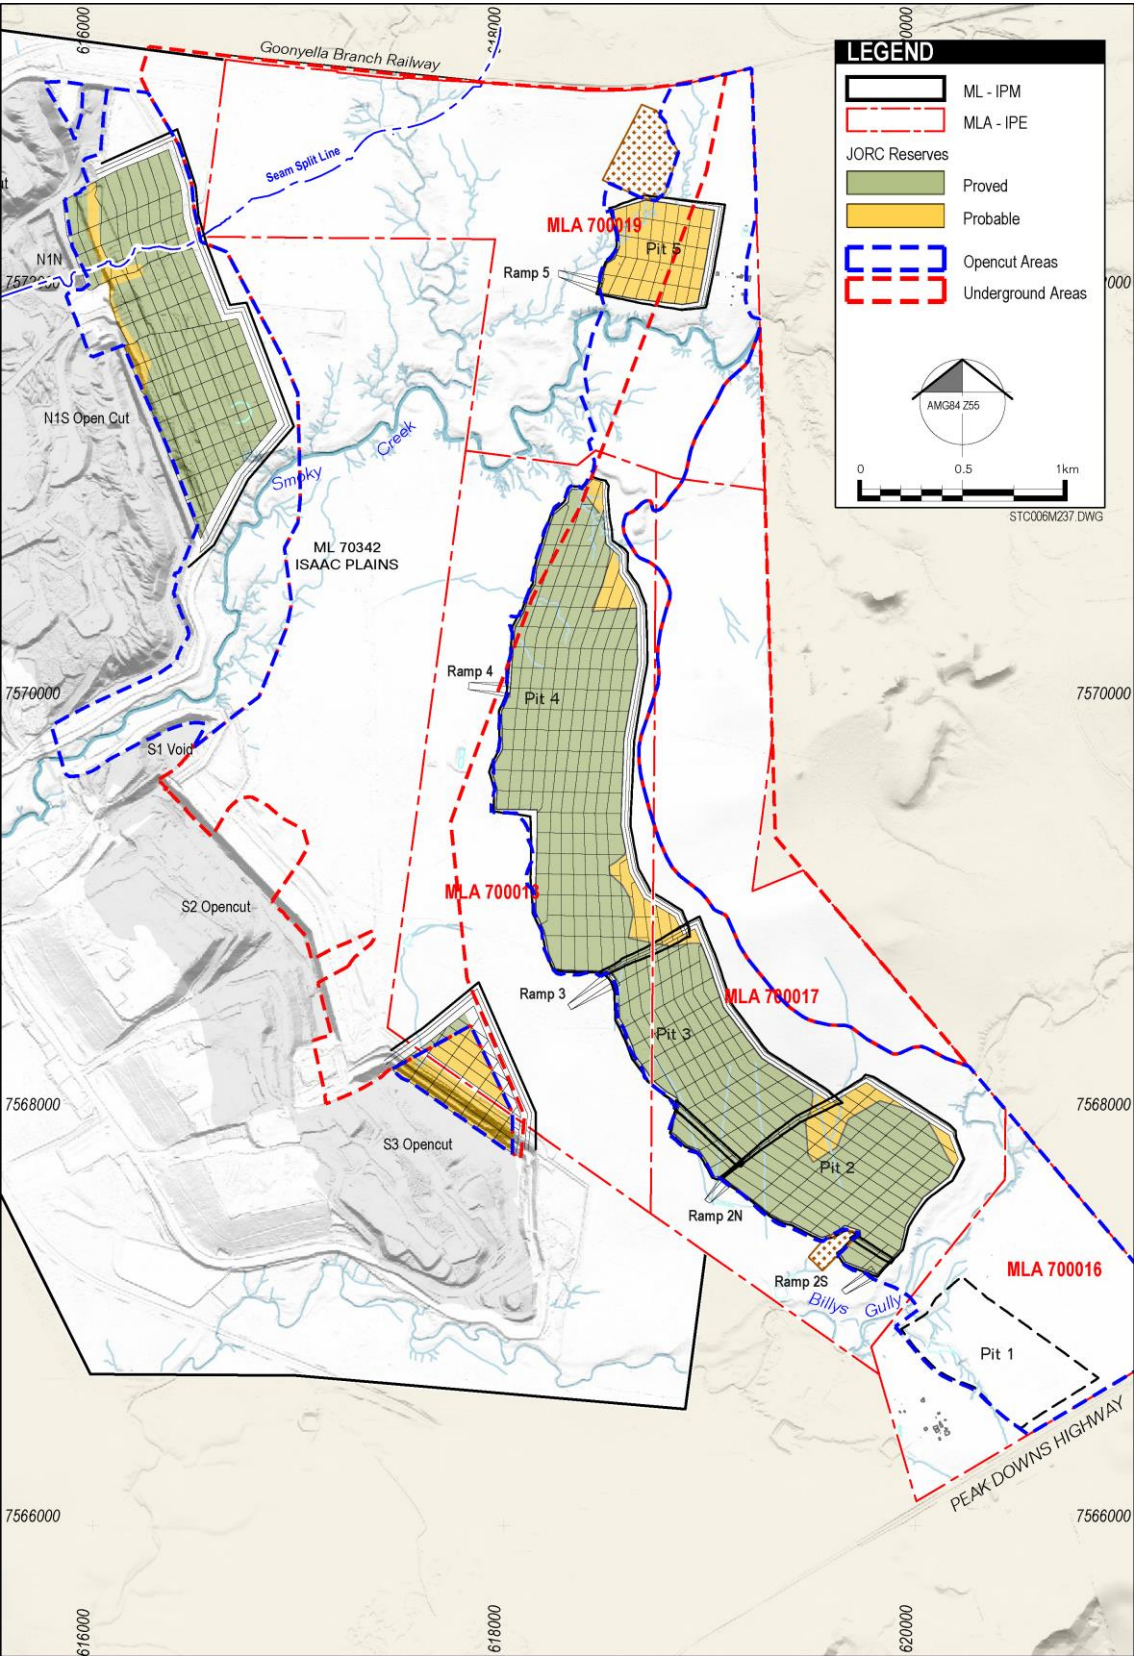 616000
618000
000
Goonyella Branch Railway
LEGEND
ML - IPM
MLA - IPE
JORC Reserves
Proved
Probable
Opencut Areas
Underground Areas
AMG84 Z55
0
0.5
1km
STC006M237.DWG
Seam Split Line
MLA 700019
Pit 5
Ramp 5
N1N
N1S Open Cut
Smoky
Creek
ML 70342
ISAAC PLAINS
7570000
Ramp 4
Pit 4
7570000
S1 Void
S2 Opencut
Ramp 3
MLA 700017
Pit 3
7568000
7568000
S3 Opencut
Pit 2
Ramp 2N
Ramp 2S
Billys
Gully
MLA 700016
Pit 1
PEAK DOWNS HIGHWAY
7566000
7566000
616000
618000
620000